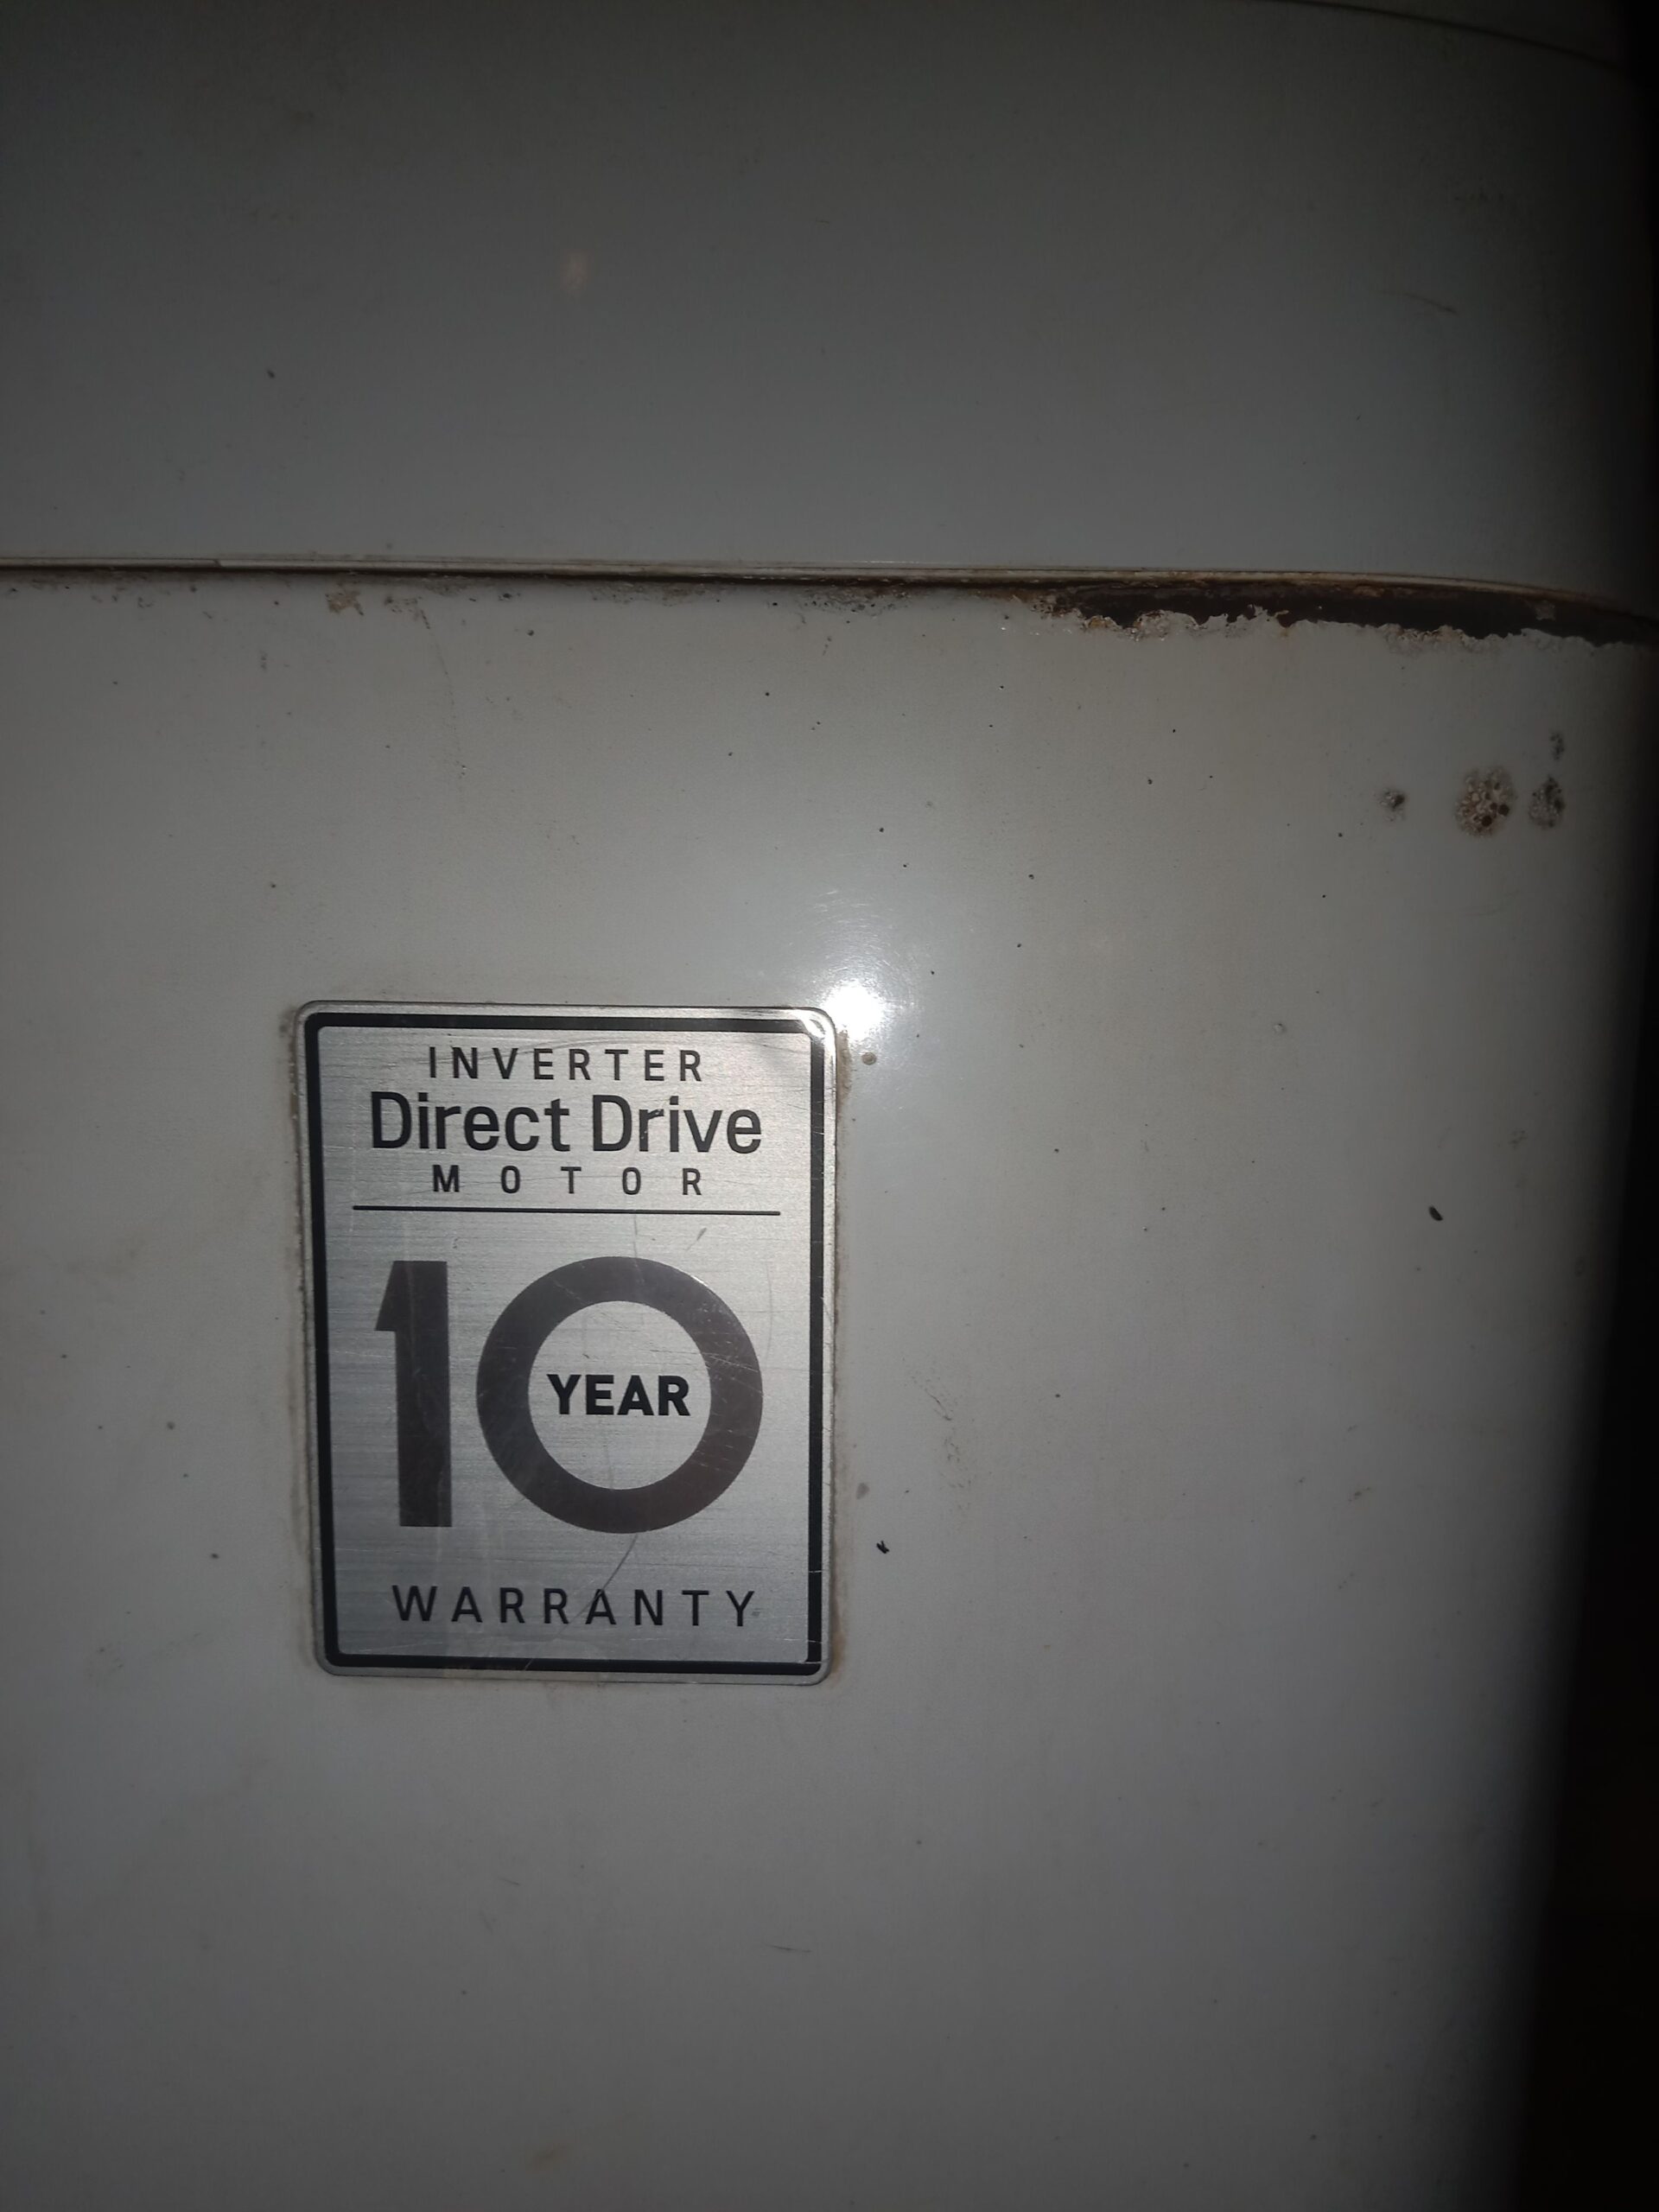 INVERTER
Direct Drive
MOTOR
10
YEAR
WARRANTY